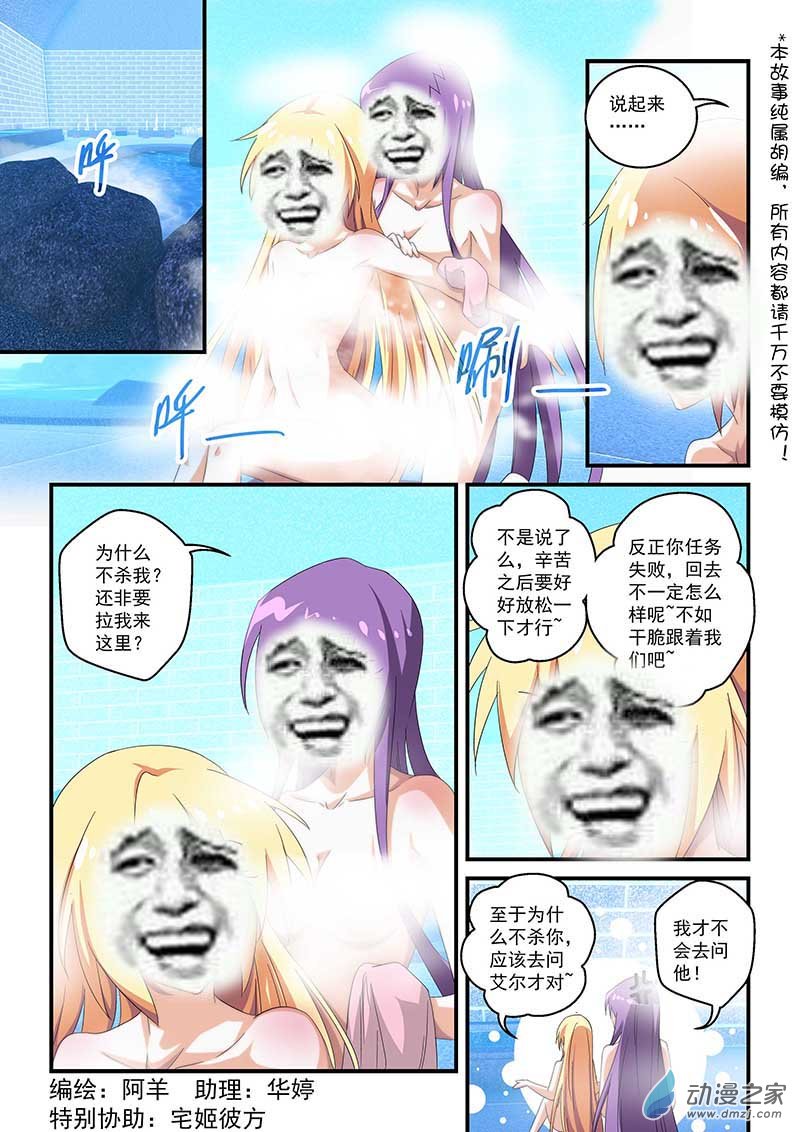 *本故事纯属胡编，所有内容都请千万不要模仿！
呼
呼
唰
说起来
……
为什么
不杀我？
还非要
拉我来
这里？
不是说了
么，辛苦
之后要好
好放松一
下才行~
反正你任务
失败，回去
不一定怎么
样呢~不如
干脆跟着我
们吧~
至于为什
么不杀你，
应该去问
艾尔才对~
我才不
会去问
他！
编绘：阿羊 助理：华婷
特别协助：宅姬彼方
动漫之家
www.dmzj.com